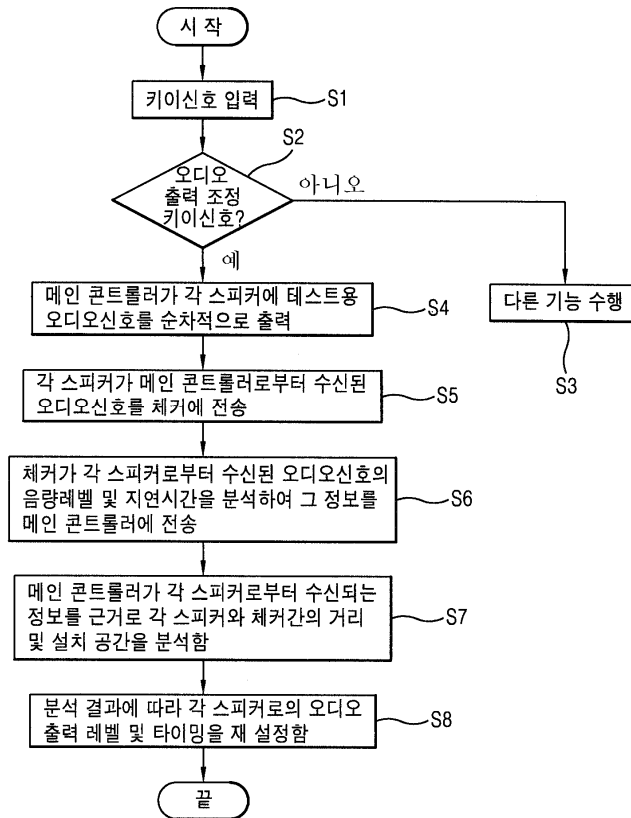 시 작
키이신호 입력
S1
S2
오디오
출력 조정
키이신호?
아니오
예
메인 콘트롤러가 각 스피커에 테스트용
오디오신호를 순차적으로 출력
S4
다른 기능 수행
S3
각 스피커가 메인 콘트롤러로부터 수신된
오디오신호를 체커에 전송
S5
체커가 각 스피커로부터 수신된 오디오신호의
음량레벨 및 지연시간을 분석하여 그 정보를
메인 콘트롤러에 전송
S6
메인 콘트롤러가 각 스피커로부터 수신되는
정보를 근거로 각 스피커와 체커간의 거리
및 설치 공간을 분석함
S7
분석 결과에 따라 각 스피커로의 오디오
출력 레벨 및 타이밍을 재 설정함
S8
끝